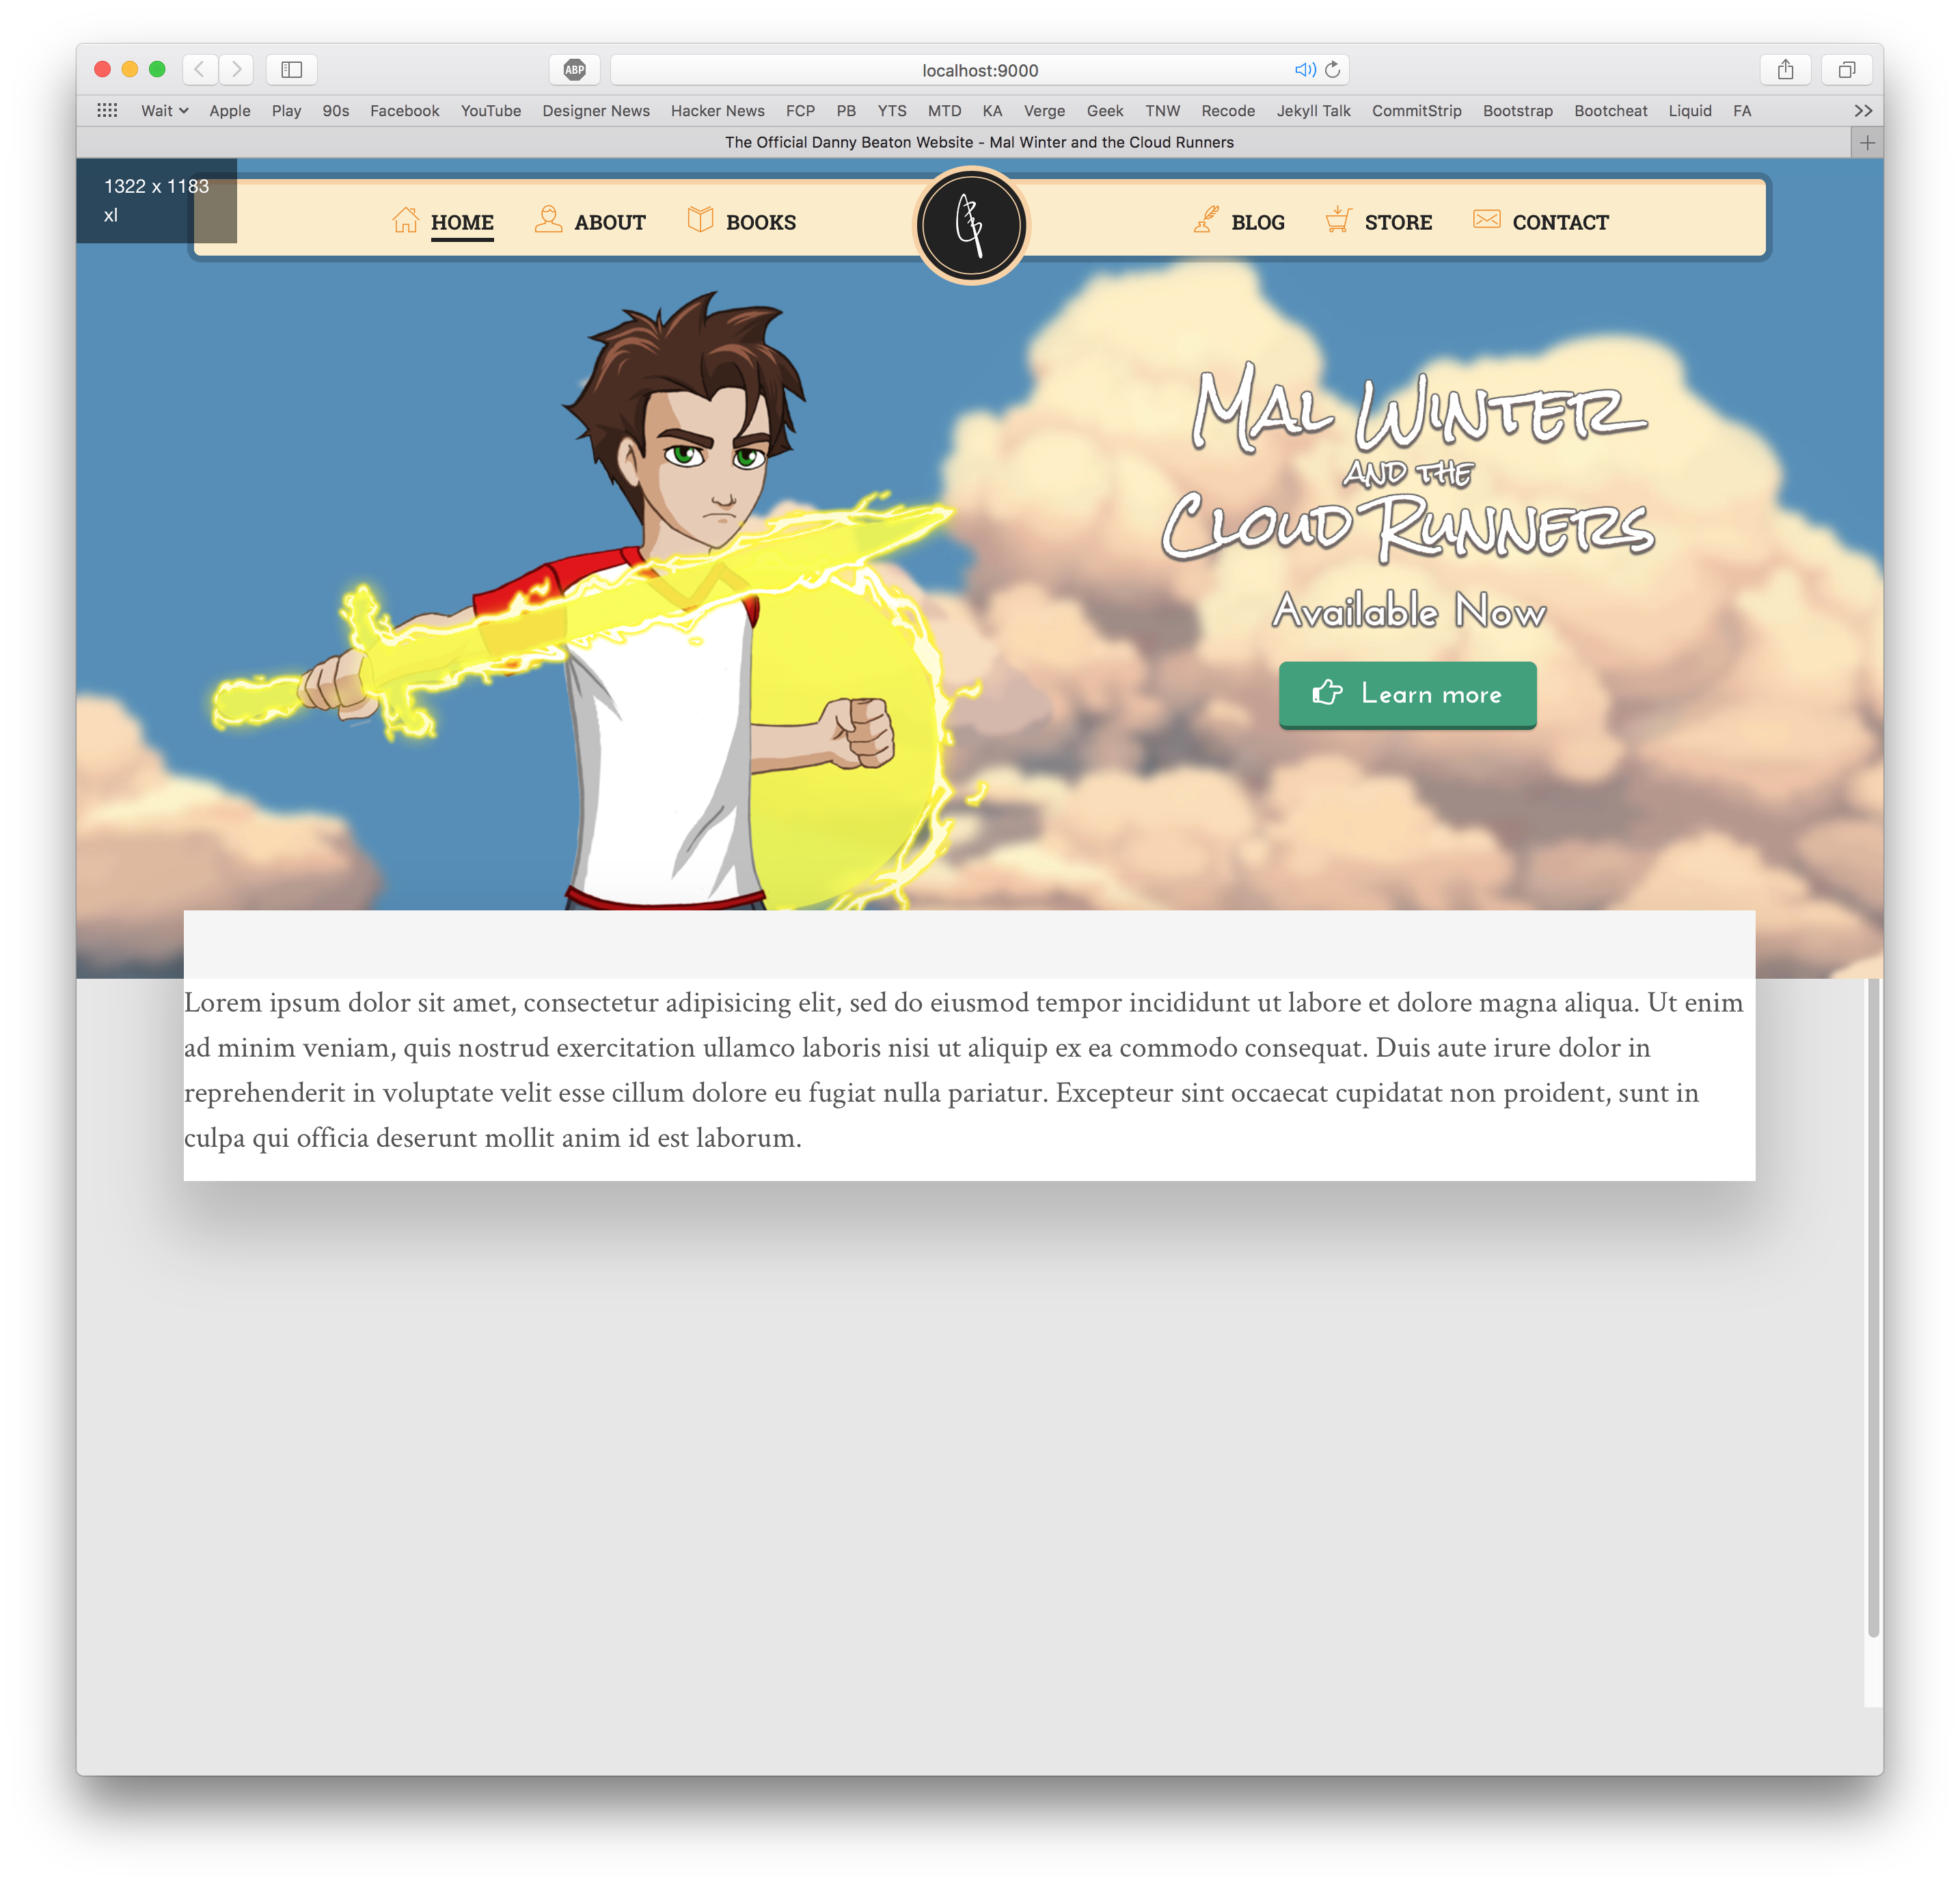 ABP
localhost:9000
Wait Apple Play 90s Facebook YouTube Designer News Hacker News FCP PB YTS MTD KA Verge Geek TNW Recode Jekyll Talk CommitStrip Bootstrap Bootcheat Liquid FA
The Official Danny Beaton Website - Mal Winter and the Cloud Runners
1322 x 1183
xl
HOME ABOUT BOOKS BLOG STORE CONTACT
Mal Winter
and the
Cloud Runners
Available Now
Learn more
Lorem ipsum dolor sit amet, consectetur adipisicing elit, sed do eiusmod tempor incididunt ut labore et dolore magna aliqua. Ut enim
ad minim veniam, quis nostrud exercitation ullamco laboris nisi ut aliquip ex ea commodo consequat. Duis aute irure dolor in
reprehenderit in voluptate velit esse cillum dolore eu fugiat nulla pariatur. Excepteur sint occaecat cupidatat non proident, sunt in
culpa qui officia deserunt mollit anim id est laborum.